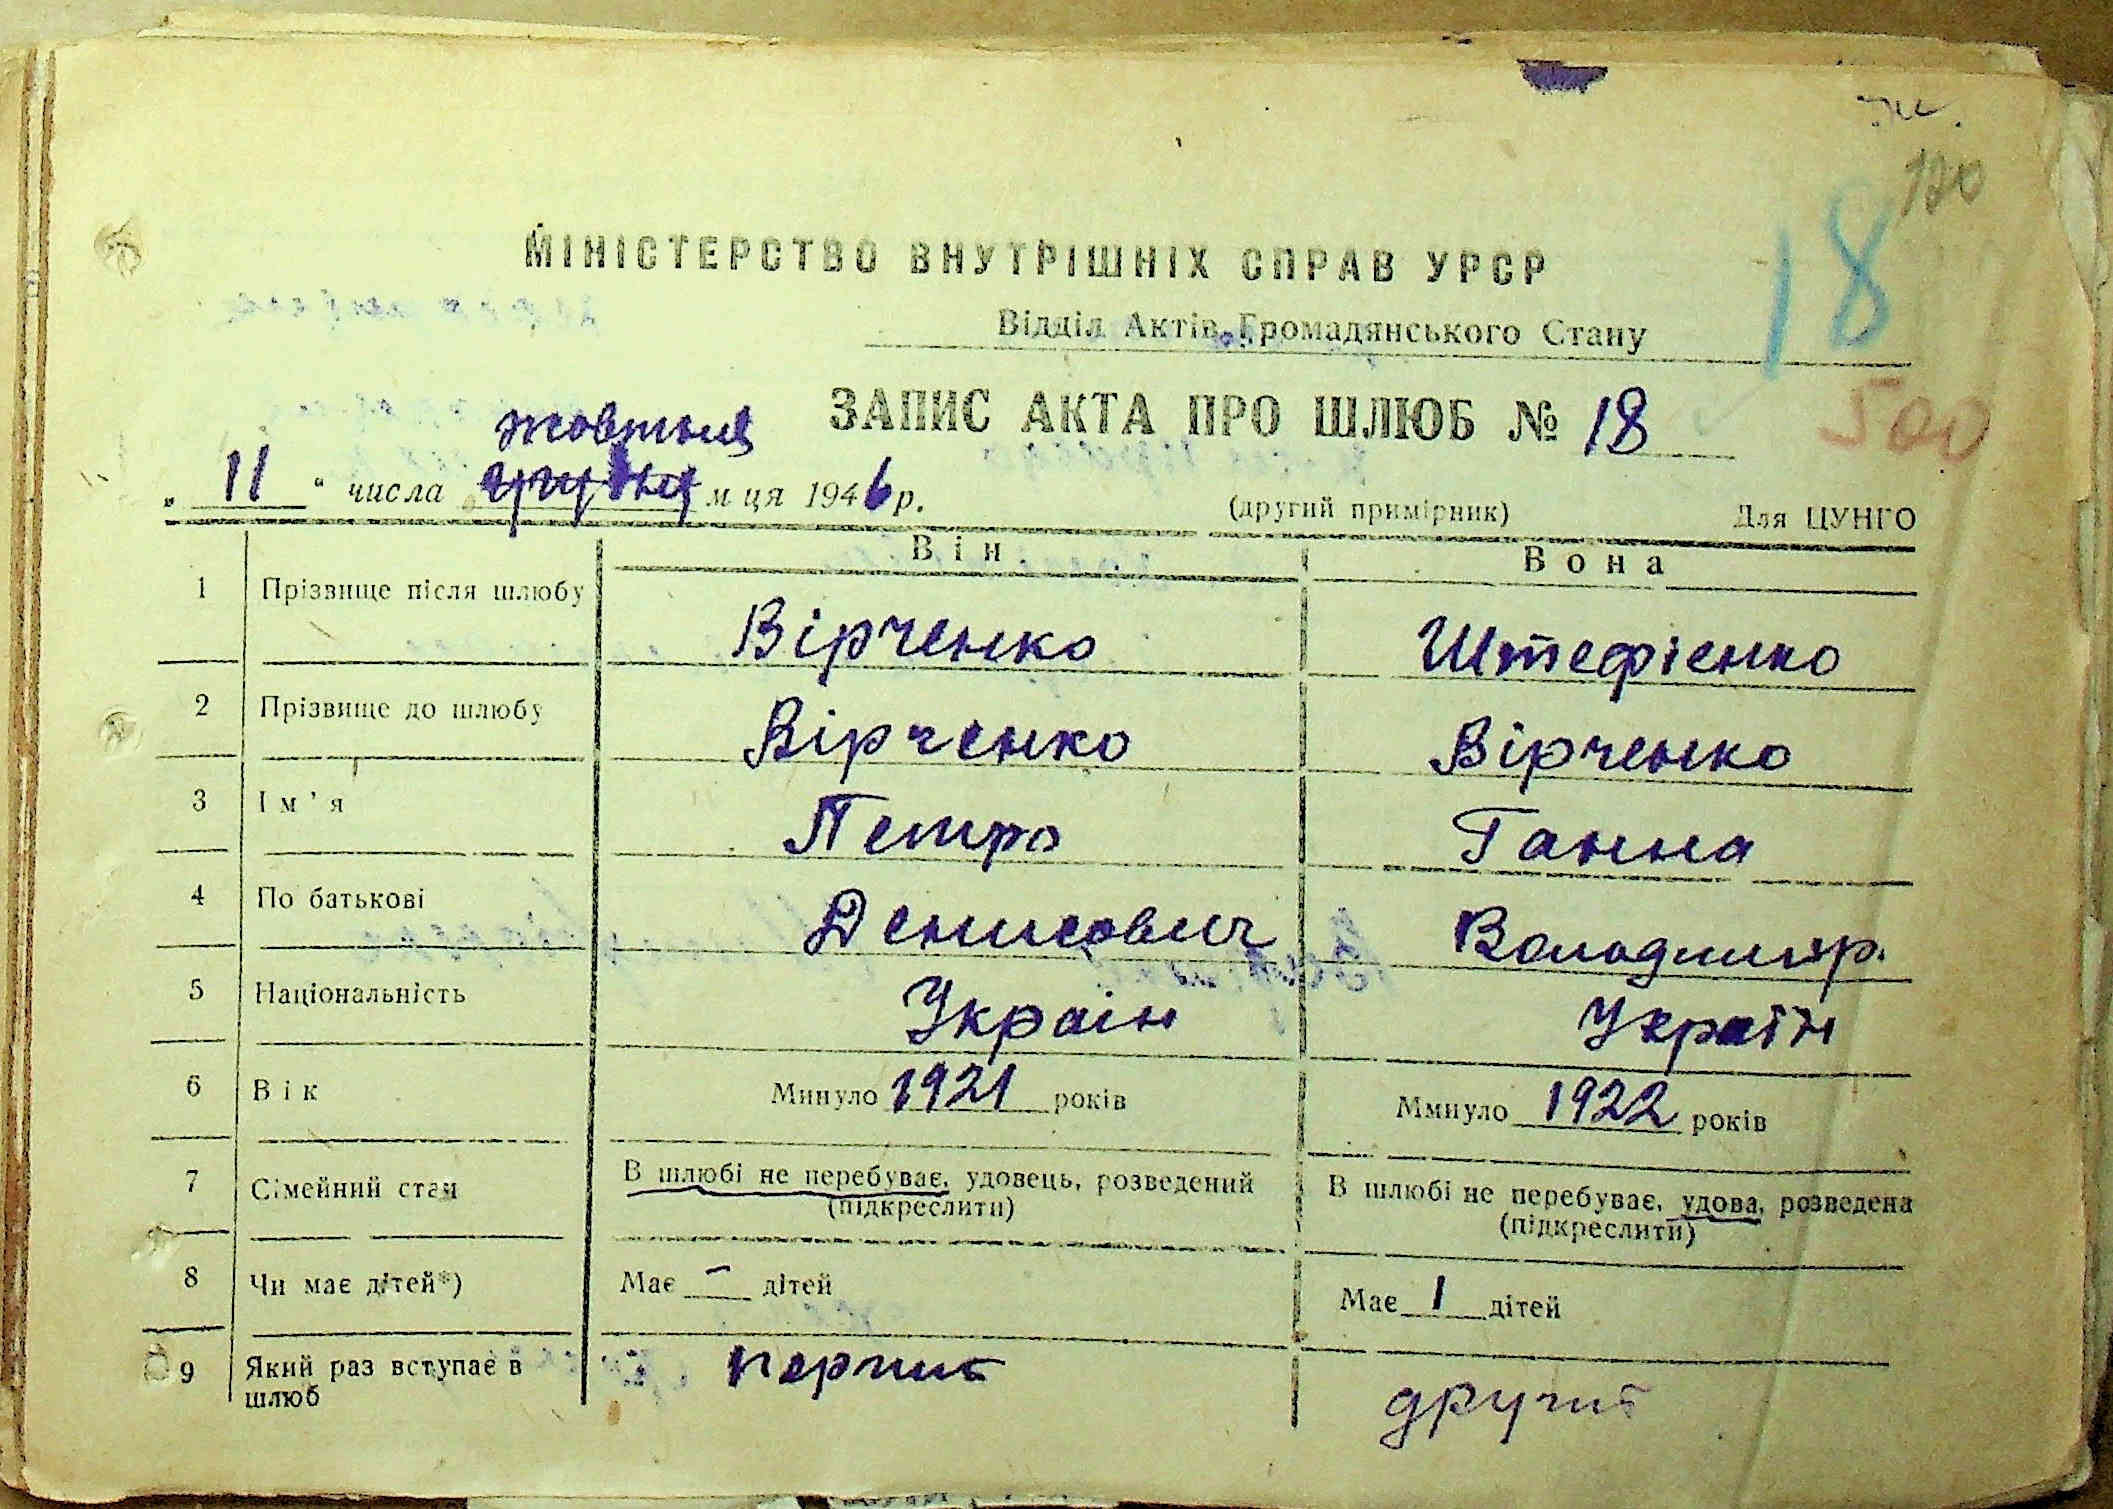 120
18
МІНІСТЕРСТВО ВНУТРІШНІХ СПРАВ УРСР
Відділ Актів Громадянського Стану
ЗАПИС АКТА ПРО ШЛЮБ № 18
500
жовтня
„ 11 “ числа грудня м ця 1946 р.
(другий примірник) Для ЦУНГО
Він Вона
1 Прізвище після шлюбу Вірченко Штефієнко
2 Прізвище до шлюбу Вірченко Вірченко
3 Ім'я Петро Ганна
4 По батькові Денисович Володимир.
5 Національність Україн Україн
6 Вік Минуло 1921 років Ммнуло 1922 років
7 Сімейний стан В шлюбі не перебуває, удовець, розведений В шлюбі не перебуває, удова, розведена
(підкреслити) (підкреслити)
8 Чи має дітей*) Має – дітей Має 1 дітей
9 Який раз вступає в перший другий
шлюб